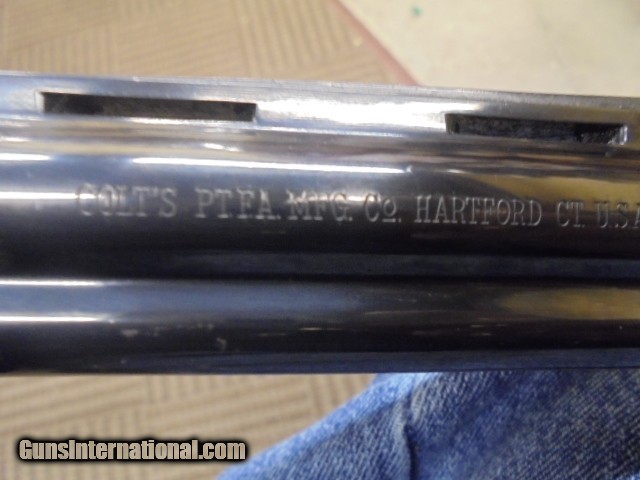 COLT'S PT.F.A. MFG. CO. HARTFORD CT. U.S.A
GunsInternational.com